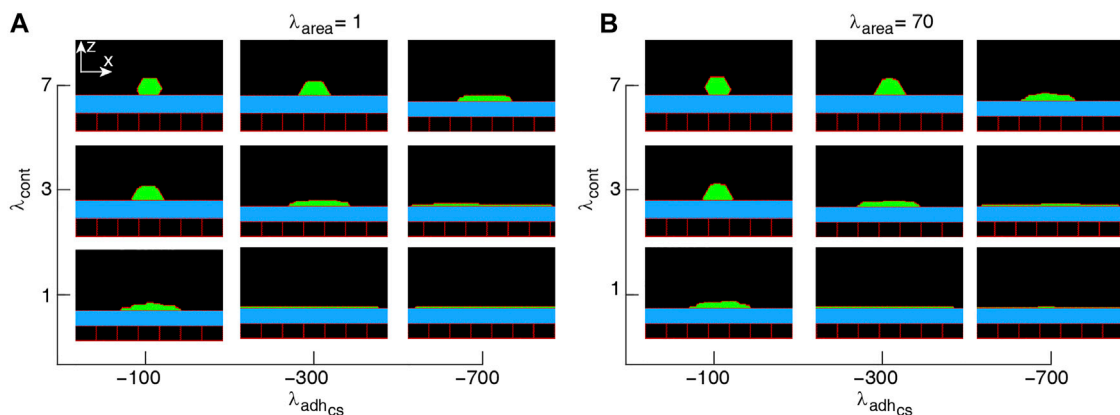 A
λarea = 1
z
x
7
3
1
λcont
−100
−300
−700
λadhcs
B
λarea = 70
7
3
1
λcont
−100
−300
−700
λadhcs